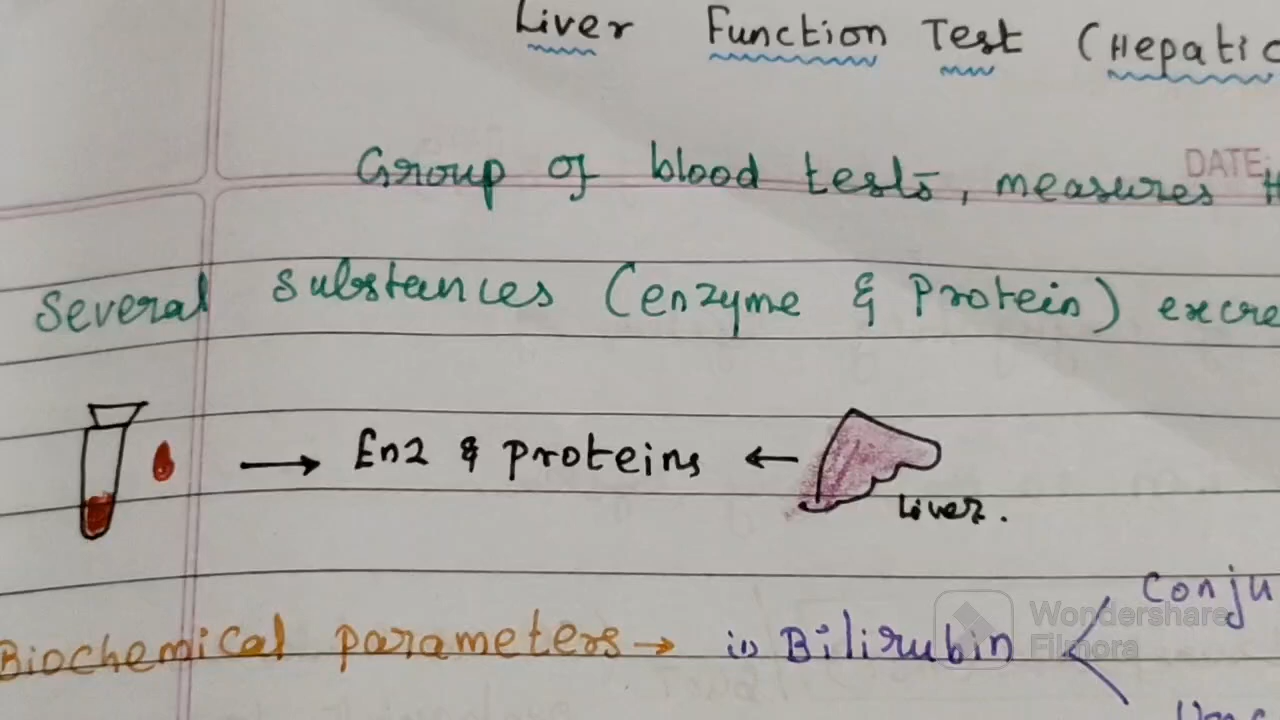 Liver Function Test (Hepatic
DATE:
Group of blood tests, measures
Several substances (enzyme & Protein) excre
Enz & proteins
Liver.
Conju
Biochemical parameters → i) Bilirubin
Wondershare
Filmora